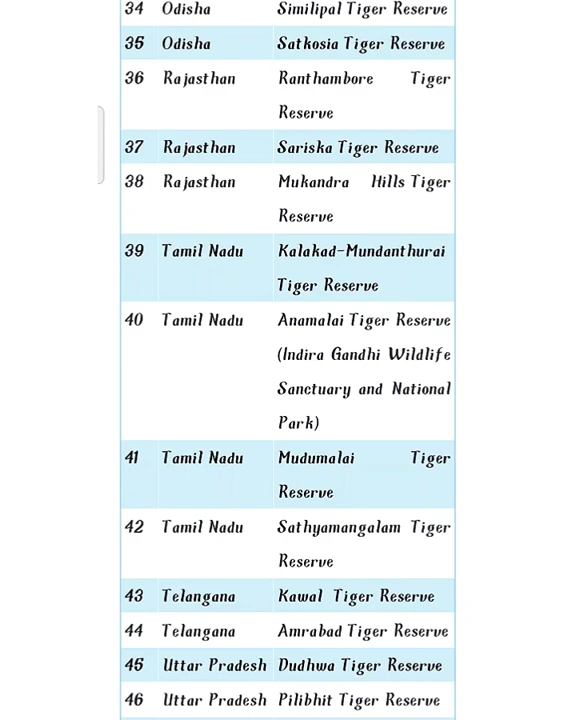 34 Odisha Similipal Tiger Reserve
35 Odisha Satkosia Tiger Reserve
36 Rajasthan Ranthambore Tiger
Reserve
37 Rajasthan Sariska Tiger Reserve
38 Rajasthan Mukandra Hills Tiger
Reserve
39 Tamil Nadu Kalakad-Mundanthurai
Tiger Reserve
40 Tamil Nadu Anamalai Tiger Reserve
(Indira Gandhi Wildlife
Sanctuary and National
Park)
41 Tamil Nadu Mudumalai Tiger
Reserve
42 Tamil Nadu Sathyamangalam Tiger
Reserve
43 Telangana Kawal Tiger Reserve
44 Telangana Amrabad Tiger Reserve
45 Uttar Pradesh Dudhwa Tiger Reserve
46 Uttar Pradesh Pilibhit Tiger Reserve